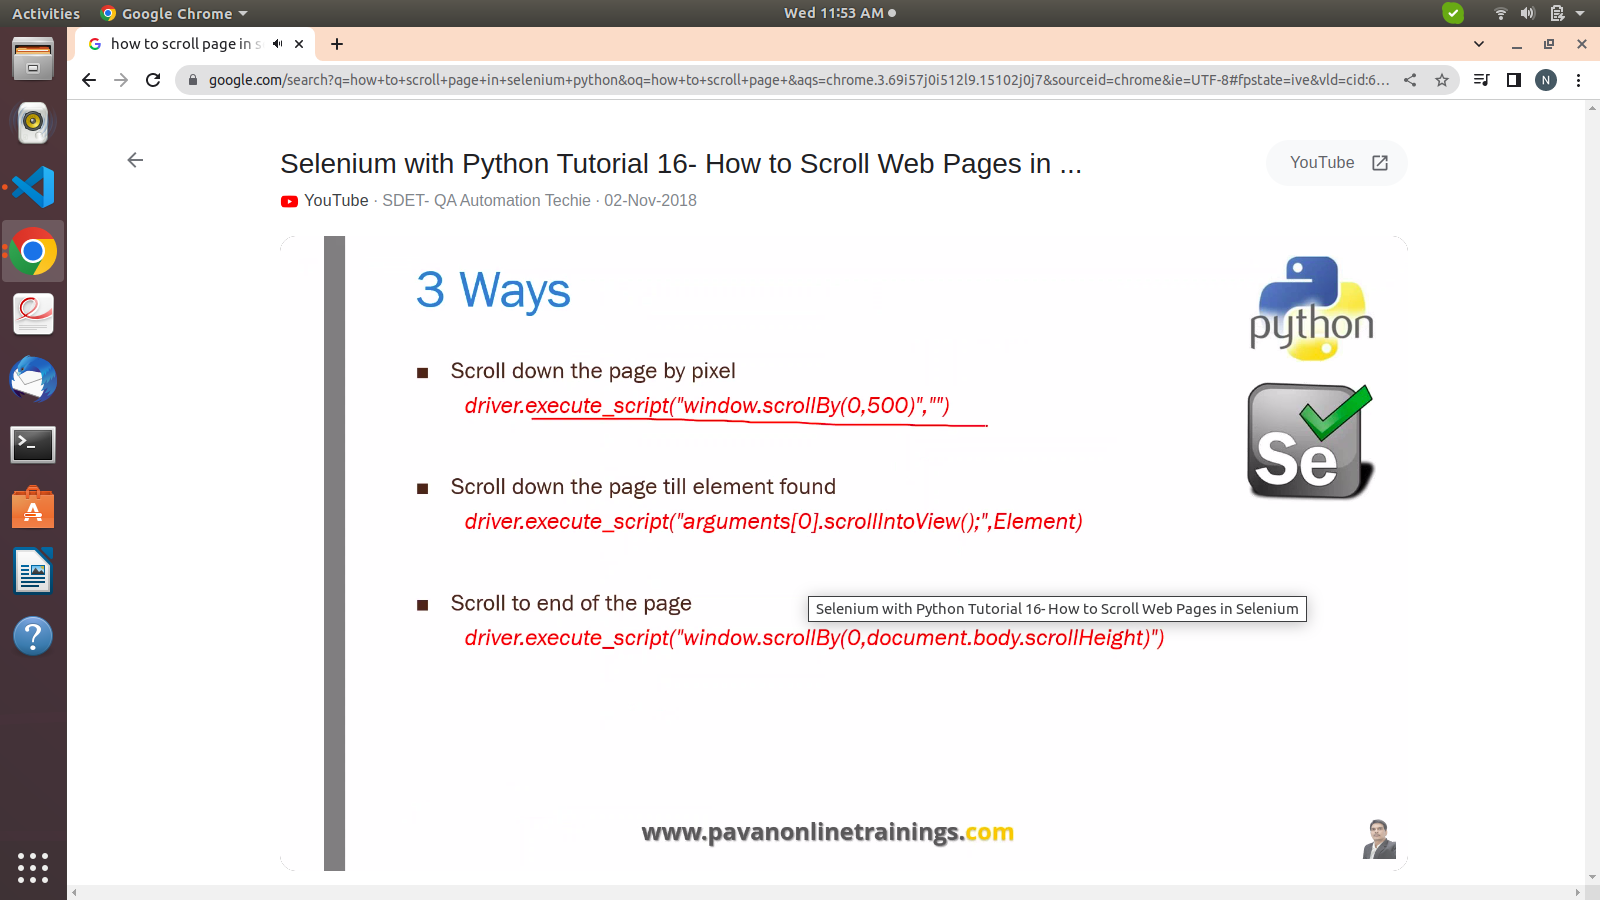 Activities Google Chrome Wed 11:53 AM
how to scroll page in s
google.com/search?q=how+to+scroll+page+in+selenium+python&oq=how+to+scroll+page+&aqs=chrome.3.69i57j0i512l9.15102j0j7&sourceid=chrome&ie=UTF-8#fpstate=ive&vld=cid:6... N
Selenium with Python Tutorial 16- How to Scroll Web Pages in ... YouTube
YouTube · SDET- QA Automation Techie · 02-Nov-2018
3 Ways
python
Scroll down the page by pixel
driver.execute_script("window.scrollBy(0,500)","")
Se
Scroll down the page till element found
driver.execute_script("arguments[0].scrollIntoView();",Element)
Scroll to end of the page
Selenium with Python Tutorial 16- How to Scroll Web Pages in Selenium
driver.execute_script("window.scrollBy(0,document.body.scrollHeight)")
www.pavanonlinetrainings.com